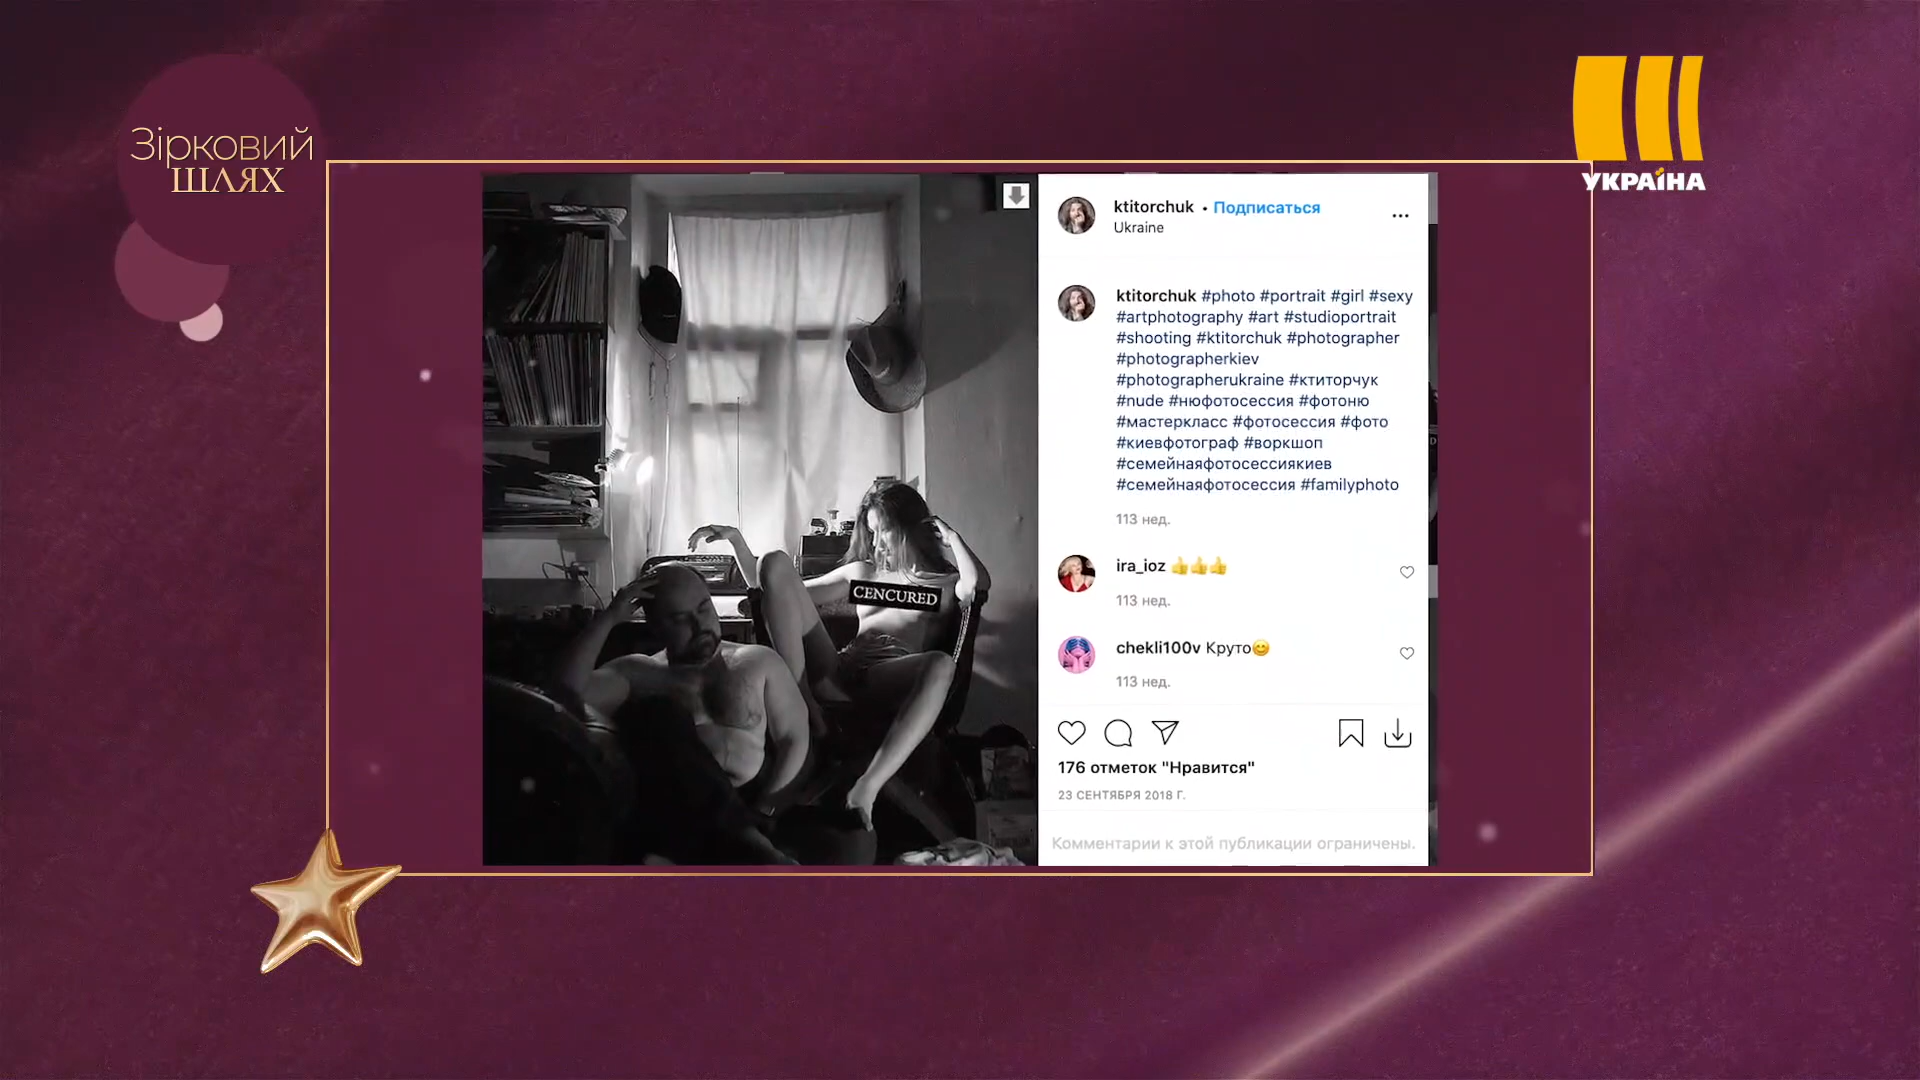 Зірковий
ШЛЯХ
УКРАЇНА
CENCURED
ktitorchuk • Подписаться
Ukraine
ktitorchuk #photo #portrait #girl #sexy
#artphotography #art #studioportrait
#shooting #ktitorchuk #photographer
#photographerkiev
#photographerukraine #ктиторчук
#nude #нюфотосессия #фотоню
#мастеркласс #фотосессия #фото
#киевфотограф #воркшоп
#семейнаяфотосессиякиев
#семейнаяфотосессия #familyphoto
113 нед.
ira_ioz 👍👍👍
113 нед.
chekli100v Круто😊
113 нед.
176 отметок "Нравится"
23 СЕНТЯБРЯ 2018 Г.
Комментарии к этой публикации ограничены.